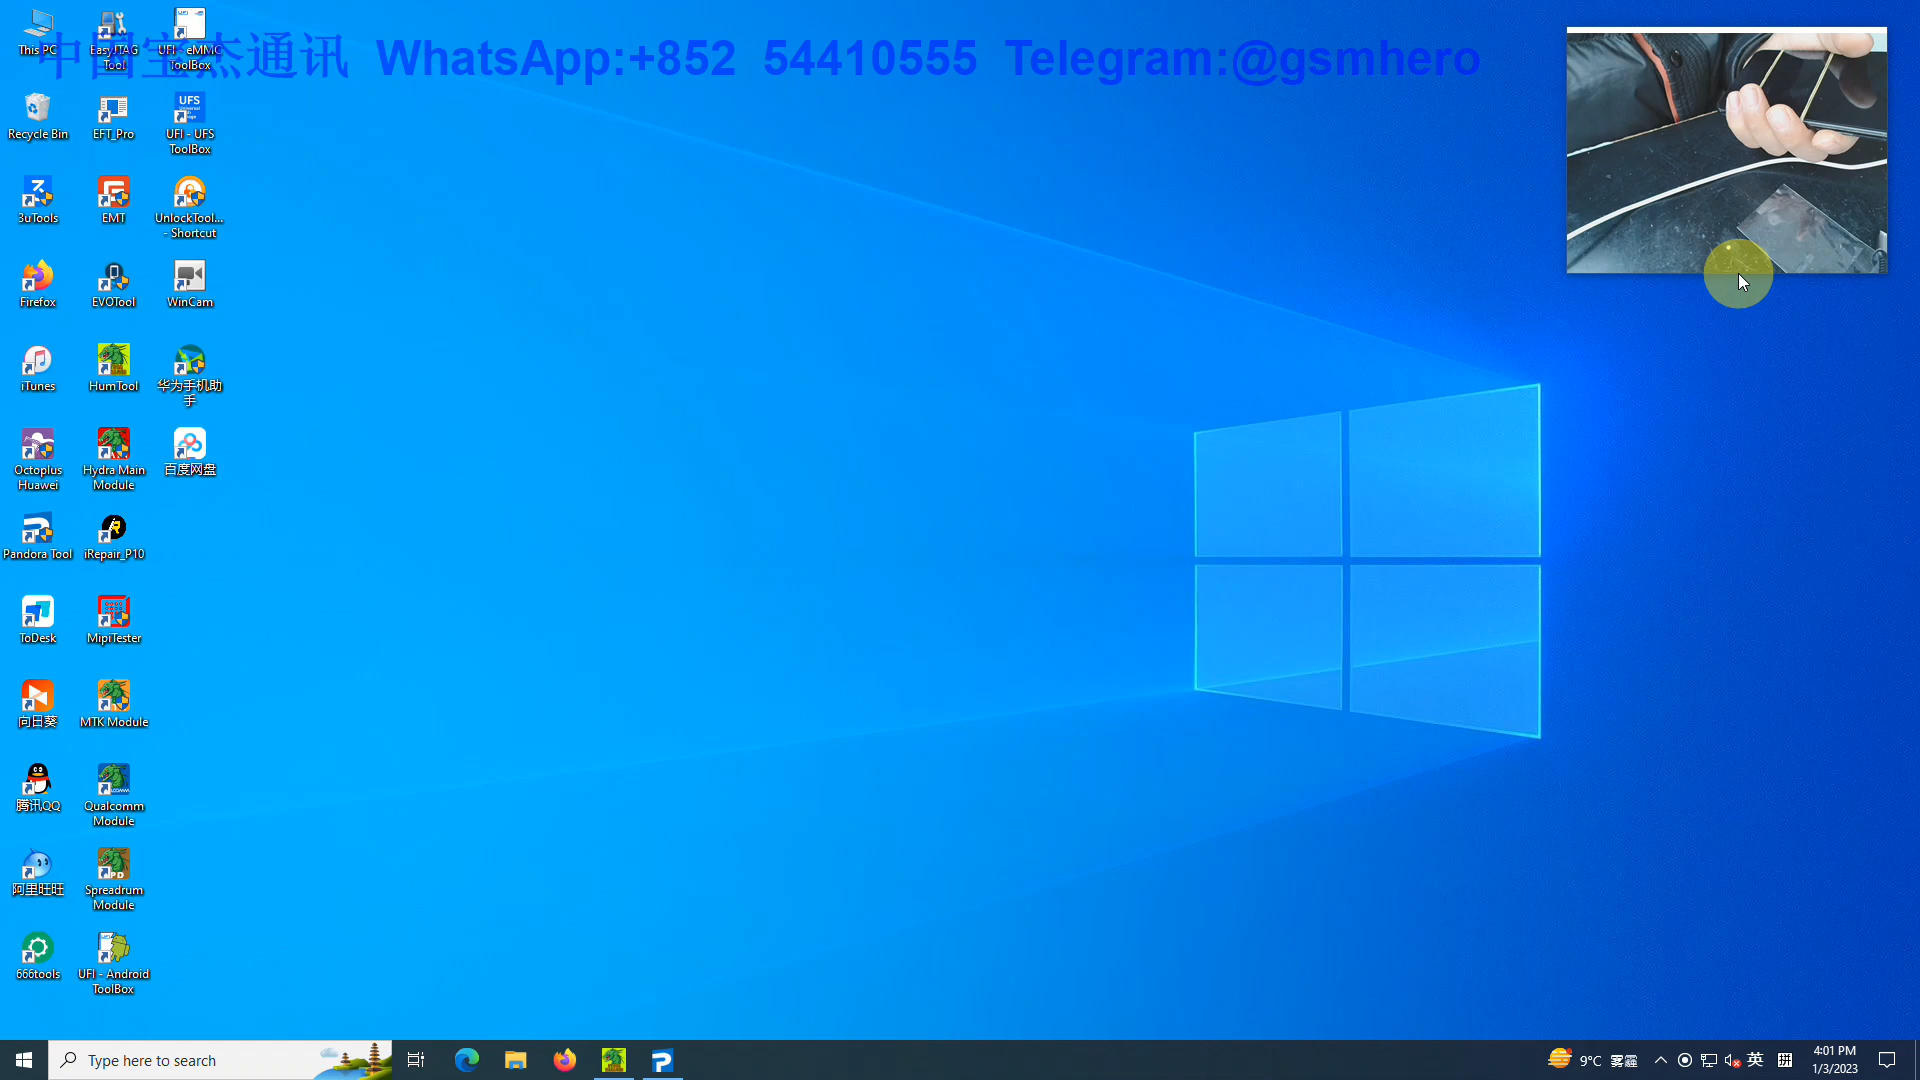 中国宝杰通讯 WhatsApp:+852 54410555 Telegram:@gsmhero
This PC
EasyJTAG
Tool
UFI - eMMC
ToolBox
Recycle Bin
EFT_Pro
UFS
UFI - UFS
ToolBox
3uTools
EMT
UnlockTool...
- Shortcut
Firefox
EVOTool
WinCam
iTunes
HumTool
华为手机助
手
Octoplus
Huawei
Hydra Main
Module
百度网盘
Pandora Tool
iRepair_P10
ToDesk
MipiTester
向日葵
MTK Module
腾讯QQ
Qualcomm
Module
阿里旺旺
Spreadrum
Module
666tools
UFI - Android
ToolBox
Type here to search
9°C 雾霾
英
拼
4:01 PM
1/3/2023